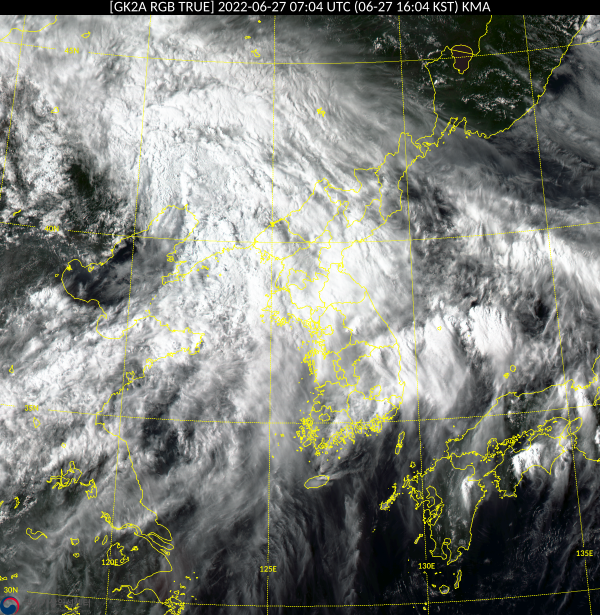 [GK2A RGB TRUE] 2022-06-27 07:04 UTC (06-27 16:04 KST) KMA
120E
125E
130E
135E
30N